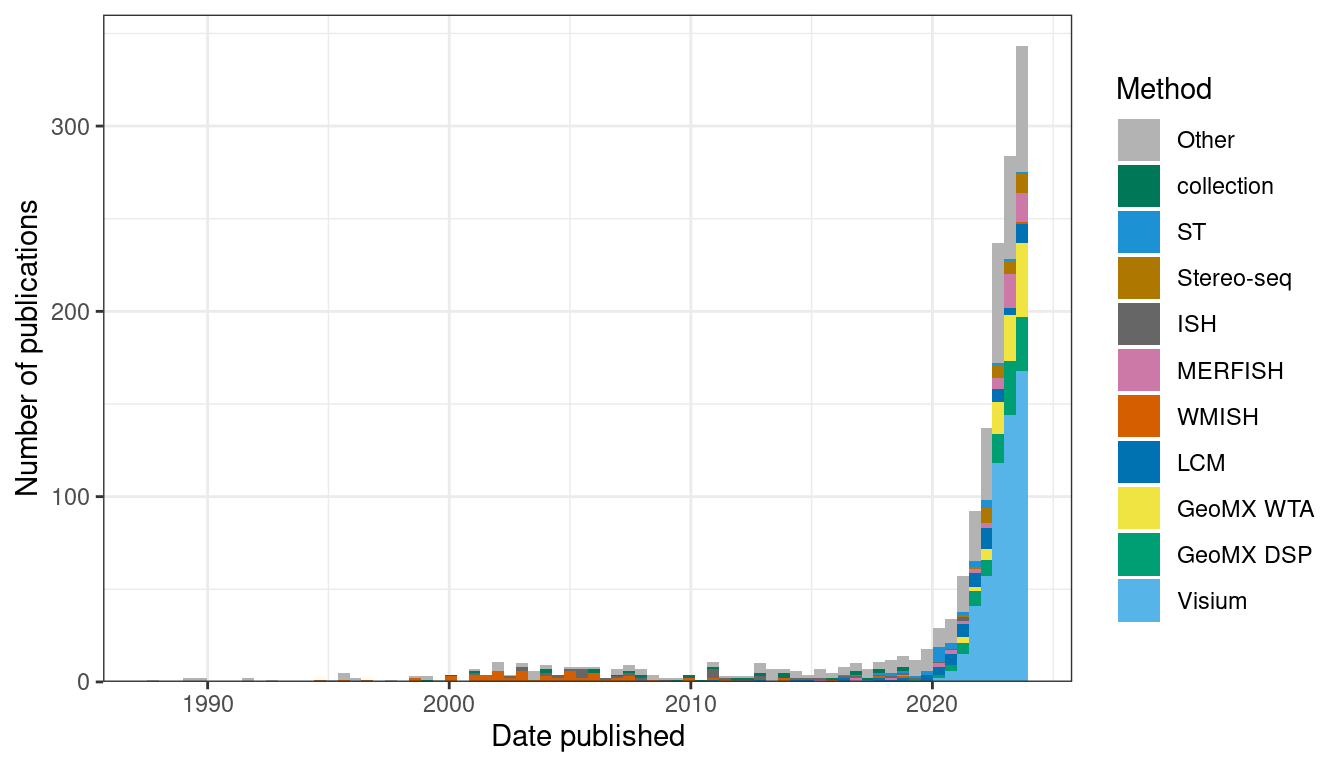 Number of publications
300
200
100
0
1990
2000
2010
2020
Date published
Method
Other
collection
ST
Stereo-seq
ISH
MERFISH
WMISH
LCM
GeoMX WTA
GeoMX DSP
Visium